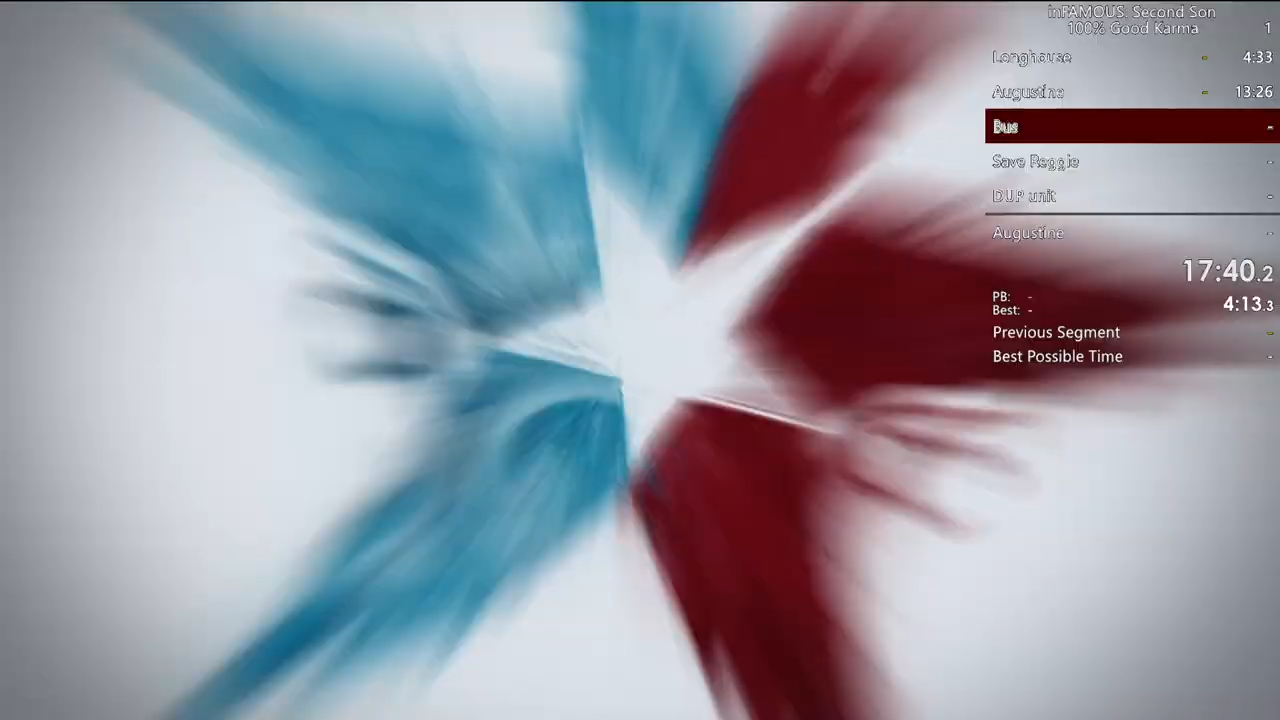 inFAMOUS: Second Son
100% Good Karma 1
Longhouse - 4:33
Augustine - 13:26
Bus -
Save Reggie -
DUP unit -
Augustine -
17:40.2
PB: - 4:13.3
Best: -
Previous Segment -
Best Possible Time -